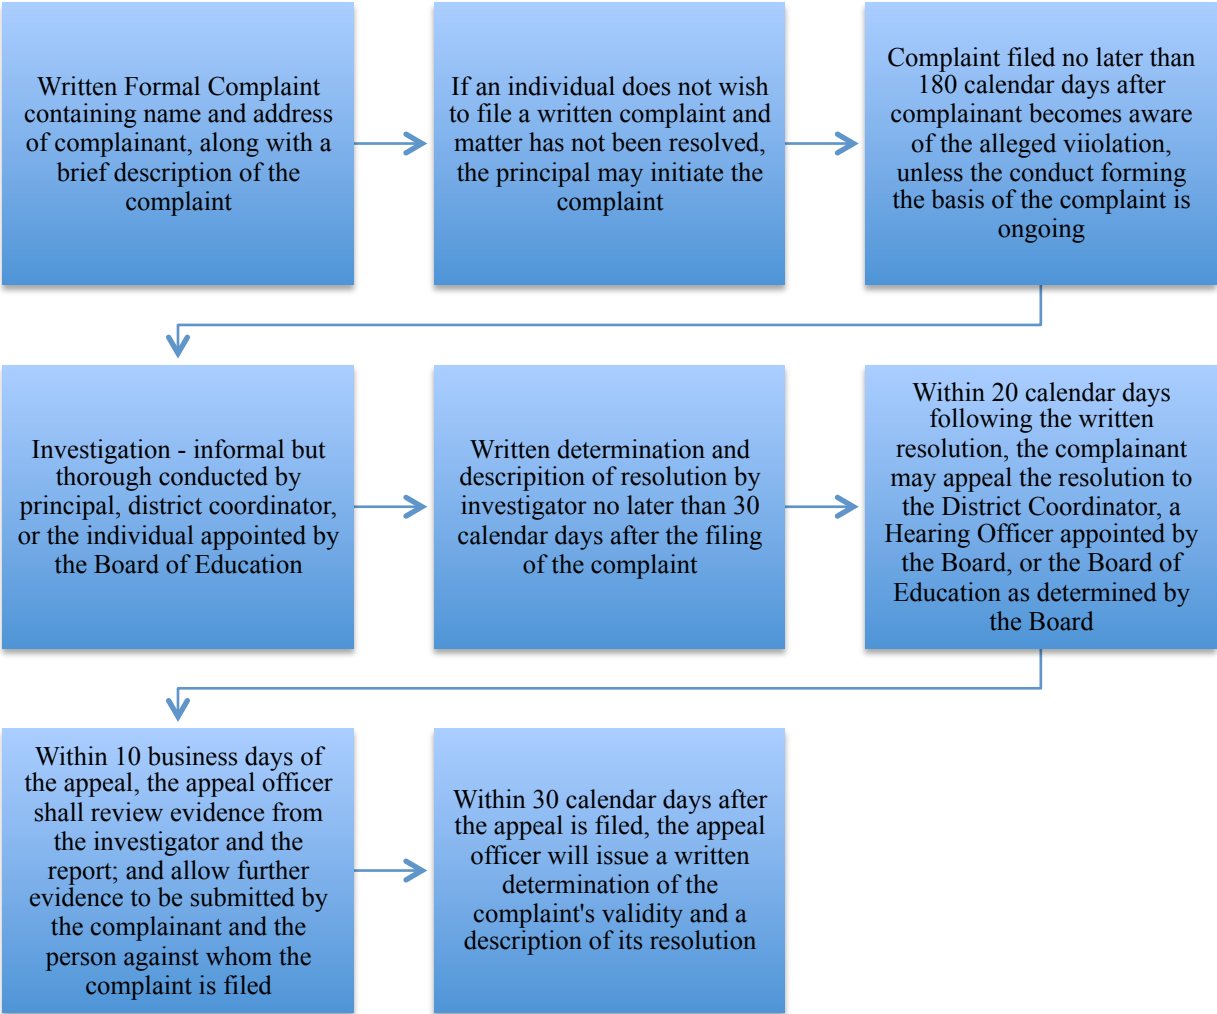 Written Formal Complaint
containing name and address
of complainant, along with a
brief description of the
complaint
If an individual does not wish
to file a written complaint and
matter has not been resolved,
the principal may initiate the
complaint
Complaint filed no later than
180 calendar days after
complainant becomes aware
of the alleged viiolation,
unless the conduct forming
the basis of the complaint is
ongoing
Investigation - informal but
thorough conducted by
principal, district coordinator,
or the individual appointed by
the Board of Education
Written determination and
descripition of resolution by
investigator no later than 30
calendar days after the filing
of the complaint
Within 20 calendar days
following the written
resolution, the complainant
may appeal the resolution to
the District Coordinator, a
Hearing Officer appointed by
the Board, or the Board of
Education as determined by
the Board
Within 10 business days of
the appeal, the appeal officer
shall review evidence from
the investigator and the
report; and allow further
evidence to be submitted by
the complainant and the
person against whom the
complaint is filed
Within 30 calendar days after
the appeal is filed, the appeal
officer will issue a written
determination of the
complaint's validity and a
description of its resolution